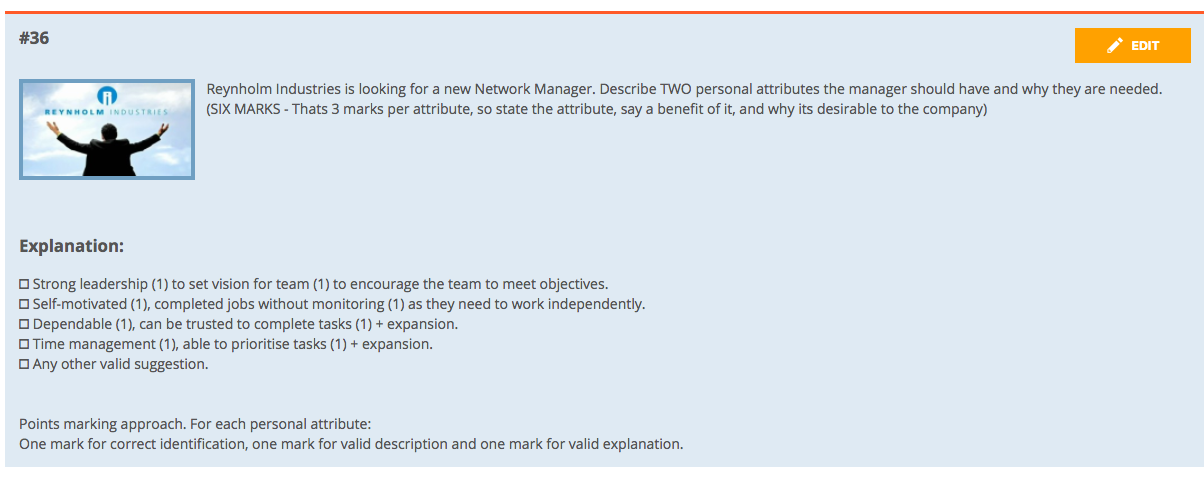 #36
EDIT
REYNHOLM INDUSTRIES
Reynholm Industries is looking for a new Network Manager. Describe TWO personal attributes the manager should have and why they are needed.
(SIX MARKS - Thats 3 marks per attribute, so state the attribute, say a benefit of it, and why its desirable to the company)
Explanation:
☐ Strong leadership (1) to set vision for team (1) to encourage the team to meet objectives.
☐ Self-motivated (1), completed jobs without monitoring (1) as they need to work independently.
☐ Dependable (1), can be trusted to complete tasks (1) + expansion.
☐ Time management (1), able to prioritise tasks (1) + expansion.
☐ Any other valid suggestion.
Points marking approach. For each personal attribute:
One mark for correct identification, one mark for valid description and one mark for valid explanation.